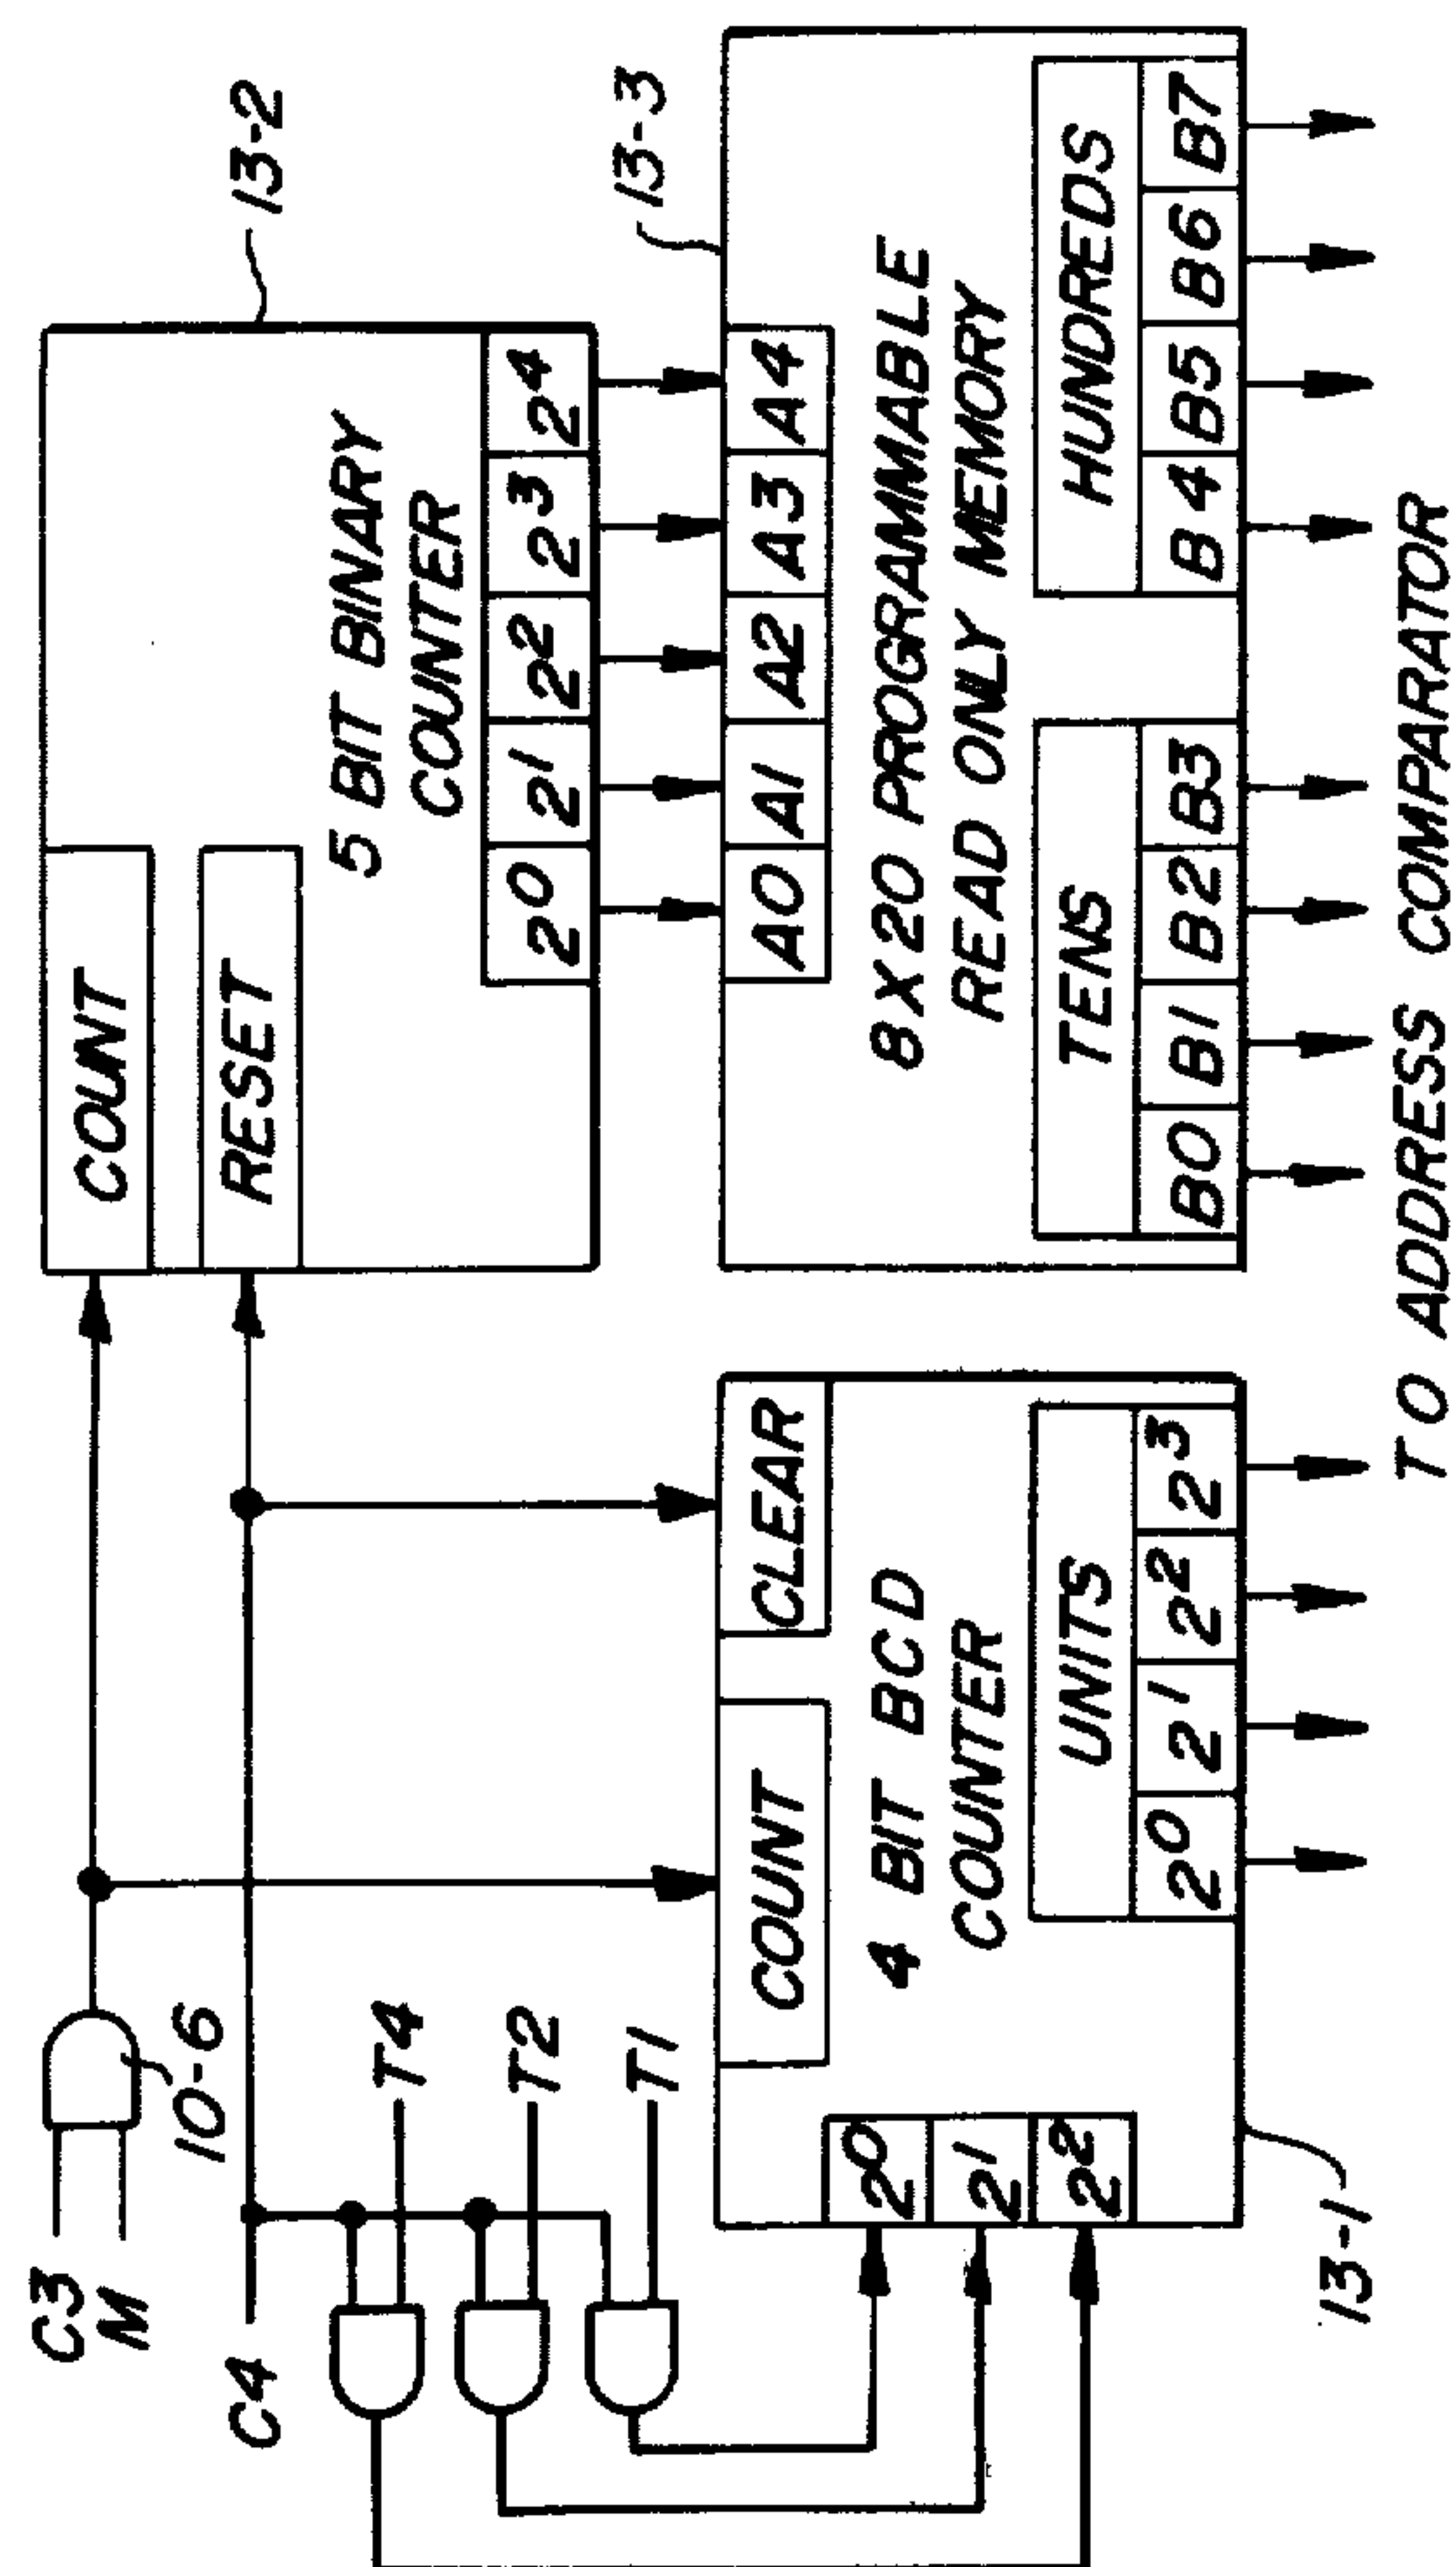 C3
M
10-6
C4
T4
T2
T1
COUNT
RESET
5 BIT BINARY
COUNTER
2⁰ 2¹ 2² 2³ 2⁴
13-2
COUNT
CLEAR
2⁰
2¹
2²
4 BIT BCD
COUNTER
UNITS
2⁰ 2¹ 2² 2³
13-1
A0 A1 A2 A3 A4
8X20 PROGRAMMABLE
READ ONLY MEMORY
TENS
B0 B1 B2 B3
HUNDREDS
B4 B5 B6 B7
13-3
TO ADDRESS COMPARATOR